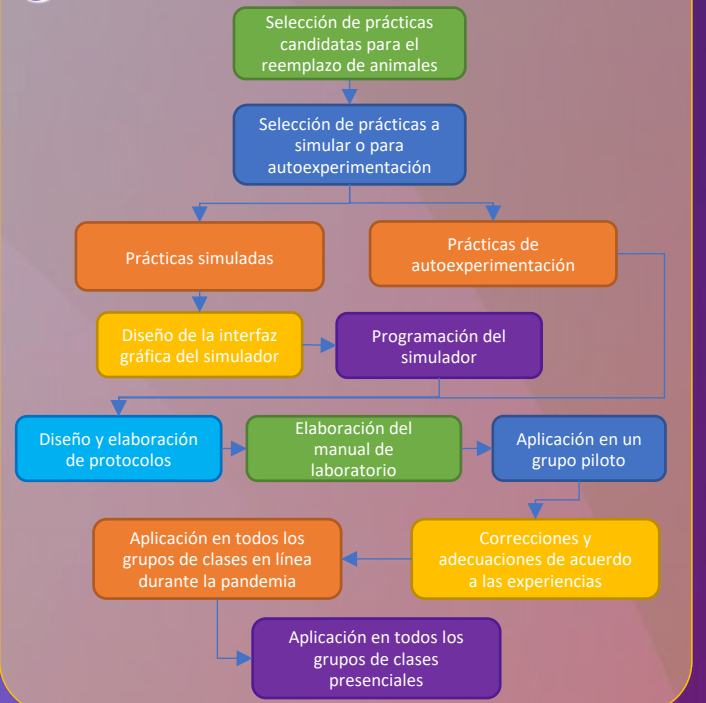 Selección de prácticas
candidatas para el
reemplazo de animales
Selección de prácticas a
simular o para
autoexperimentación
Prácticas simuladas
Prácticas de
autoexperimentación
Diseño de la interfaz
gráfica del simulador
Programación del
simulador
Diseño y elaboración
de protocolos
Elaboración del
manual de
laboratorio
Aplicación en un
grupo piloto
Aplicación en todos los
grupos de clases en línea
durante la pandemia
Correcciones y
adecuaciones de acuerdo
a las experiencias
Aplicación en todos los
grupos de clases
presenciales